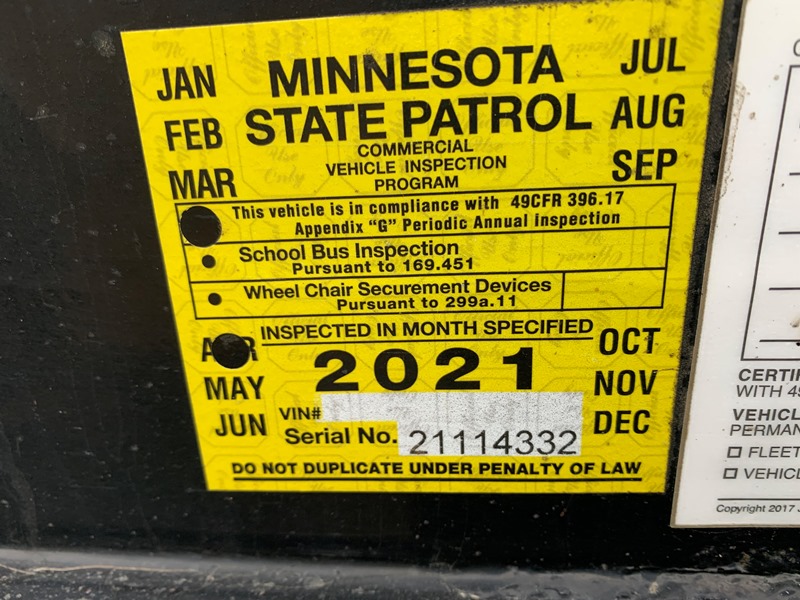 JAN
FEB
MAR
MINNESOTA
STATE PATROL
COMMERCIAL
VEHICLE INSPECTION
PROGRAM
JUL
AUG
SEP
This vehicle is in compliance with 49CFR 396.17
Appendix "G" Periodic Annual Inspection
School Bus Inspection
Pursuant to 169.451
Wheel Chair Securement Devices
Pursuant to 299a.11
INSPECTED IN MONTH SPECIFIED
APR
MAY
JUN
2021
OCT
NOV
DEC
VIN#
Serial No. 21114332
DO NOT DUPLICATE UNDER PENALTY OF LAW
WITH
VEHICL
PERMAN
FLEET
VEHICL
Copyright 2017